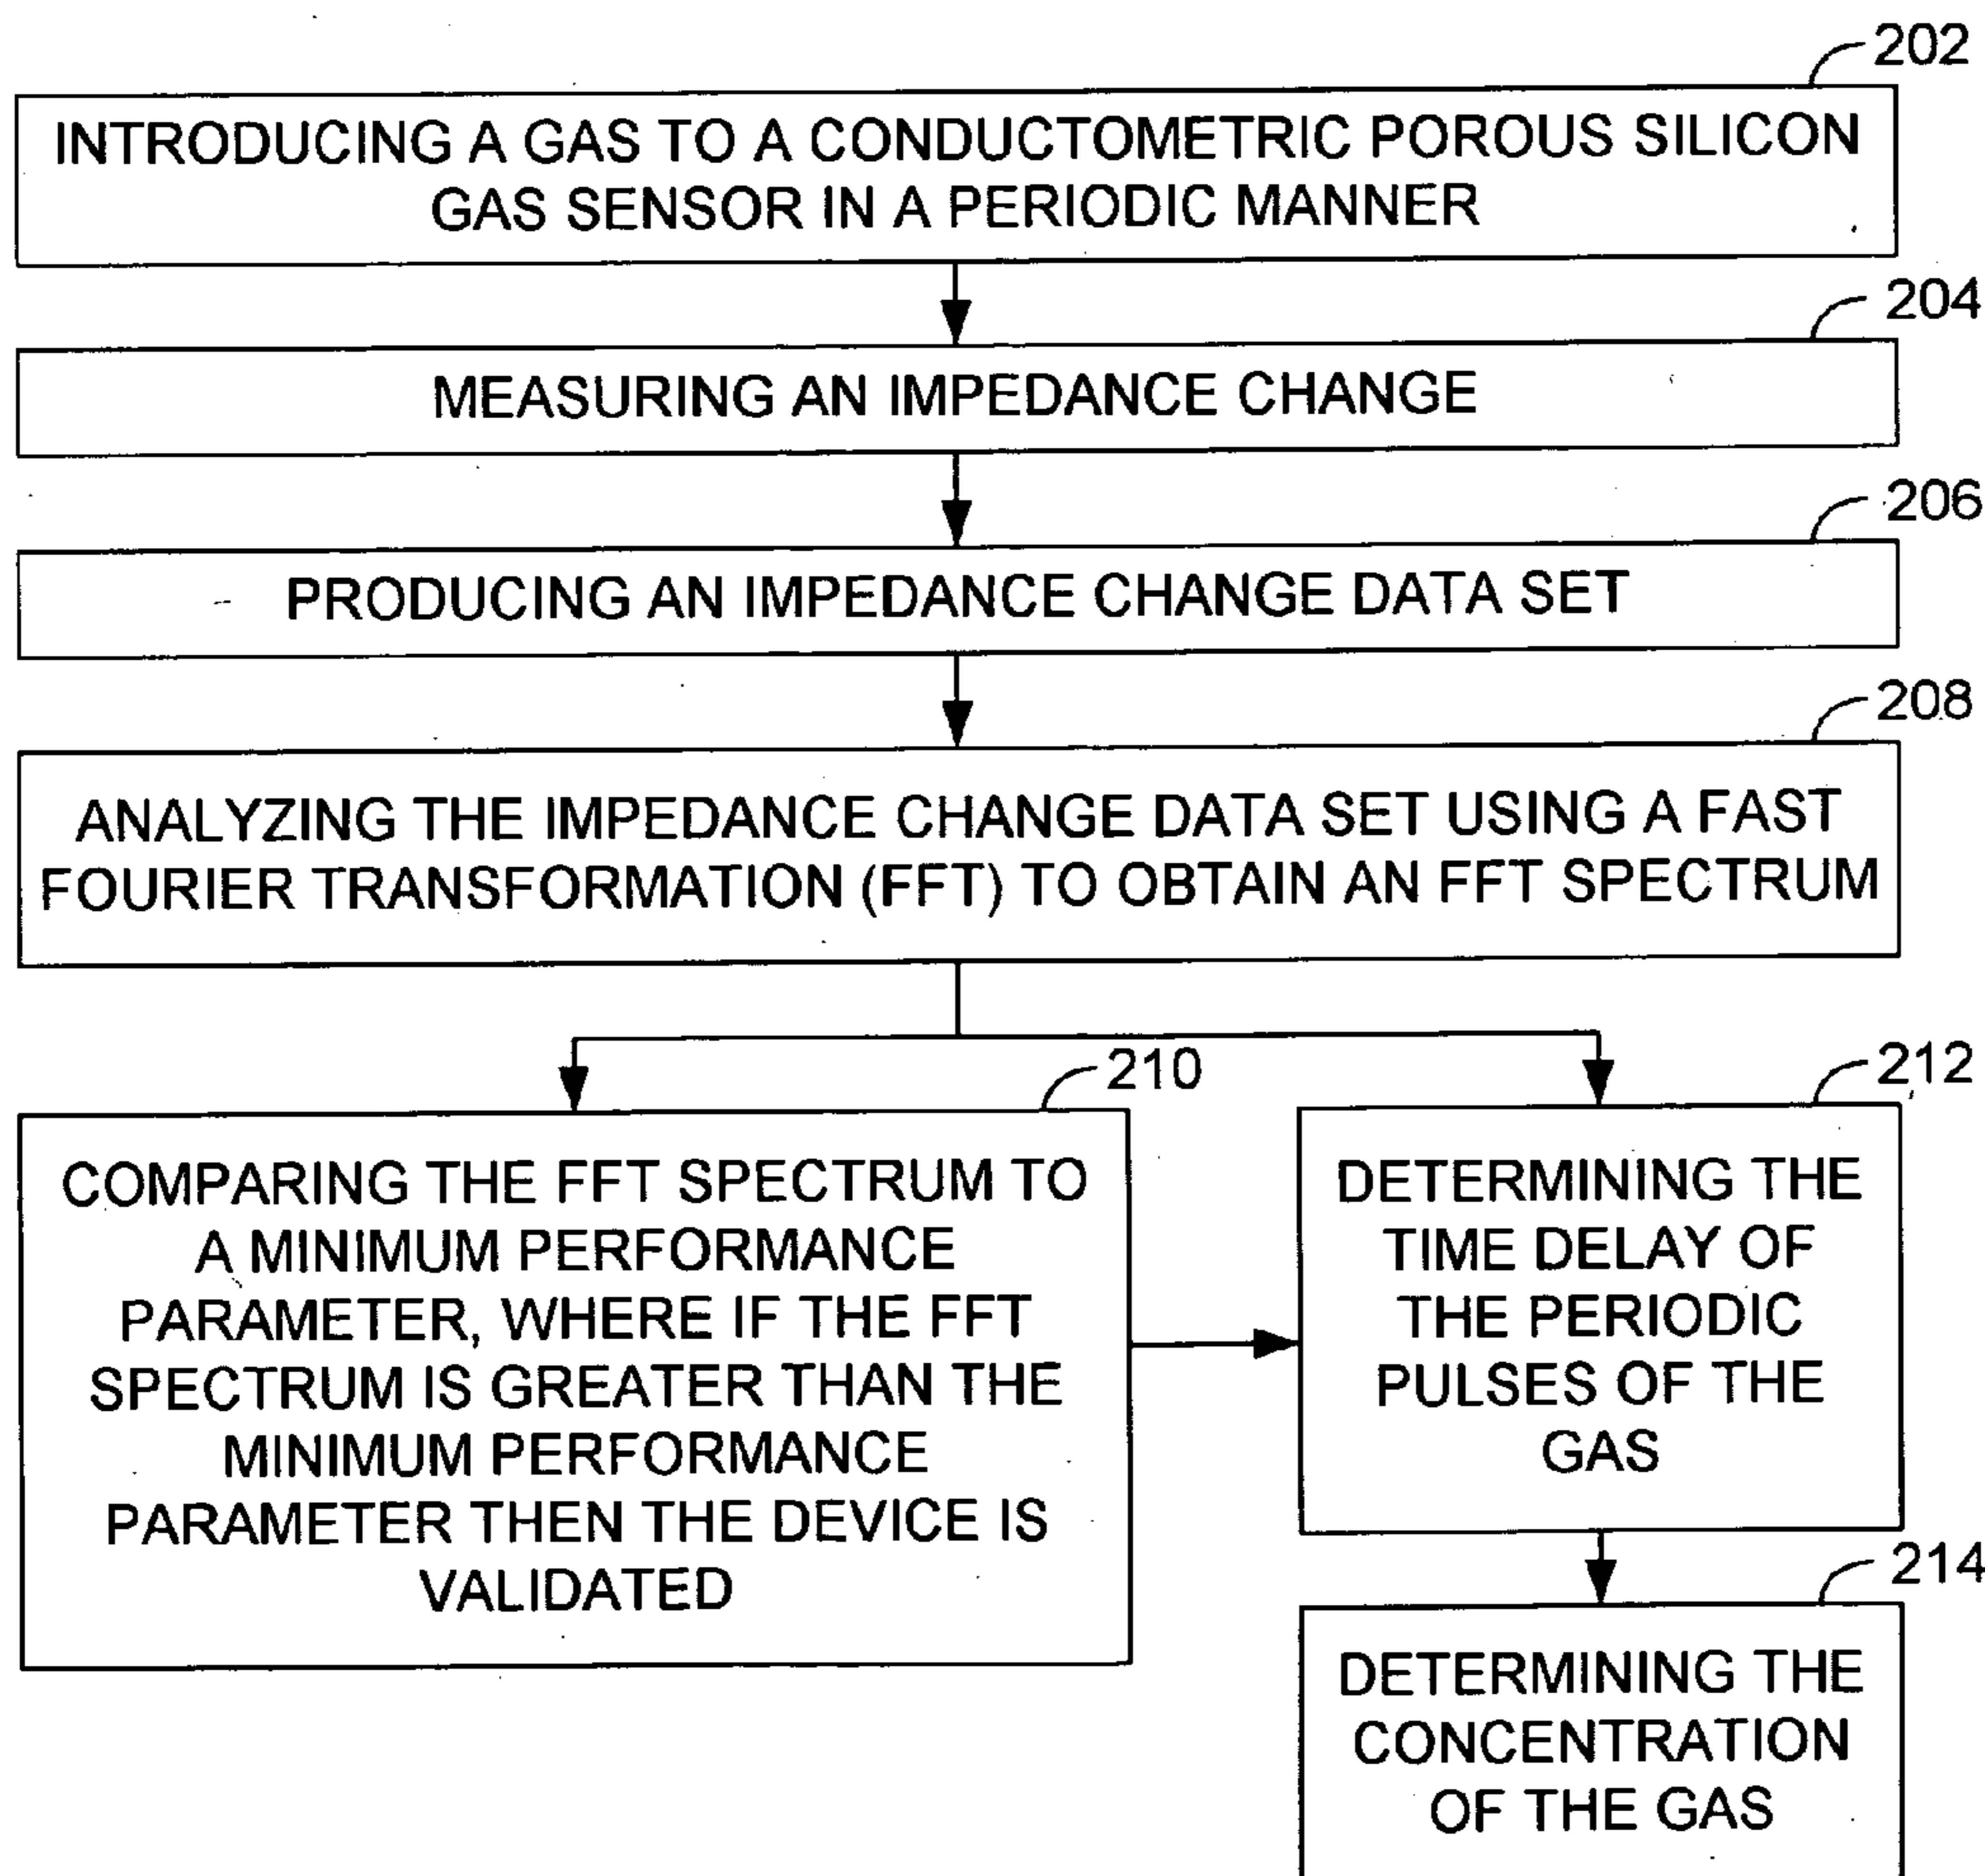 202
INTRODUCING A GAS TO A CONDUCTOMETRIC POROUS SILICON
GAS SENSOR IN A PERIODIC MANNER
204
MEASURING AN IMPEDANCE CHANGE
206
PRODUCING AN IMPEDANCE CHANGE DATA SET
208
ANALYZING THE IMPEDANCE CHANGE DATA SET USING A FAST
FOURIER TRANSFORMATION (FFT) TO OBTAIN AN FFT SPECTRUM
210
COMPARING THE FFT SPECTRUM TO
A MINIMUM PERFORMANCE
PARAMETER, WHERE IF THE FFT
SPECTRUM IS GREATER THAN THE
MINIMUM PERFORMANCE
PARAMETER THEN THE DEVICE IS
VALIDATED
212
DETERMINING THE
TIME DELAY OF
THE PERIODIC
PULSES OF THE
GAS
214
DETERMINING THE
CONCENTRATION
OF THE GAS